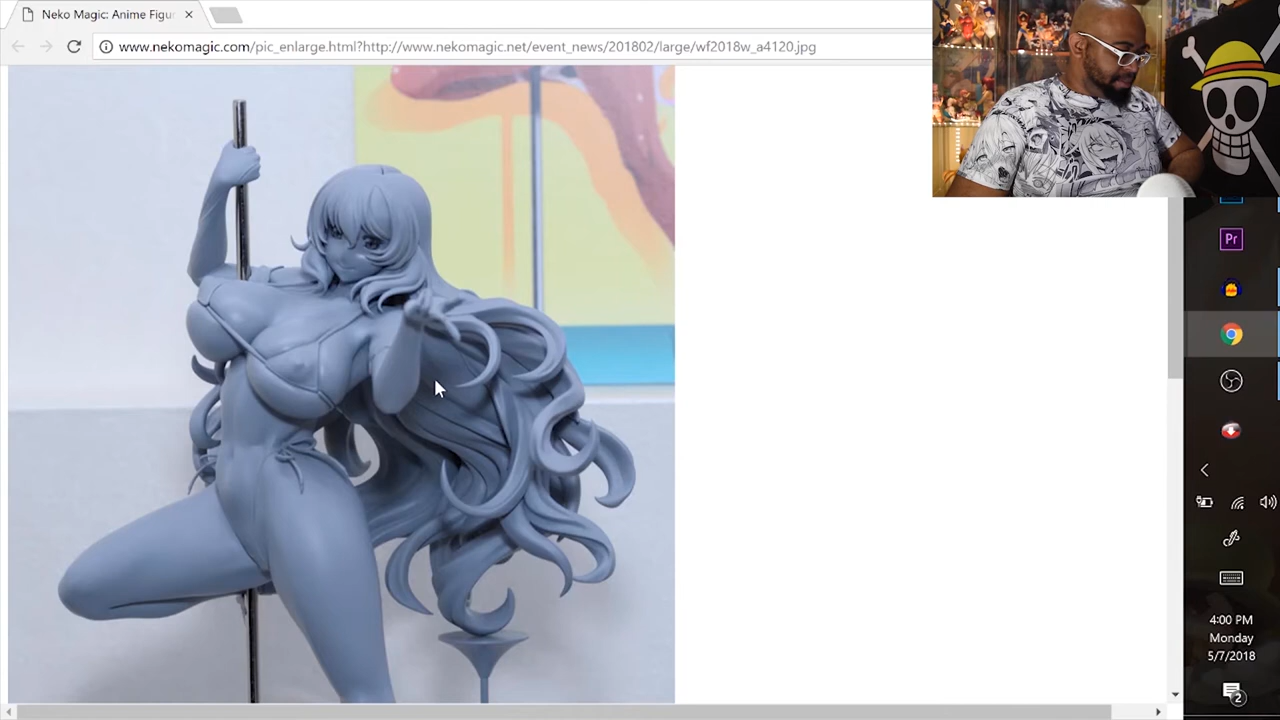 Neko Magic: Anime Figur
www.nekomagic.com/pic_enlarge.html?http://www.nekomagic.net/event_news/201802/large/wf2018w_a4120.jpg
Pr
4:00 PM
Monday
5/7/2018
2